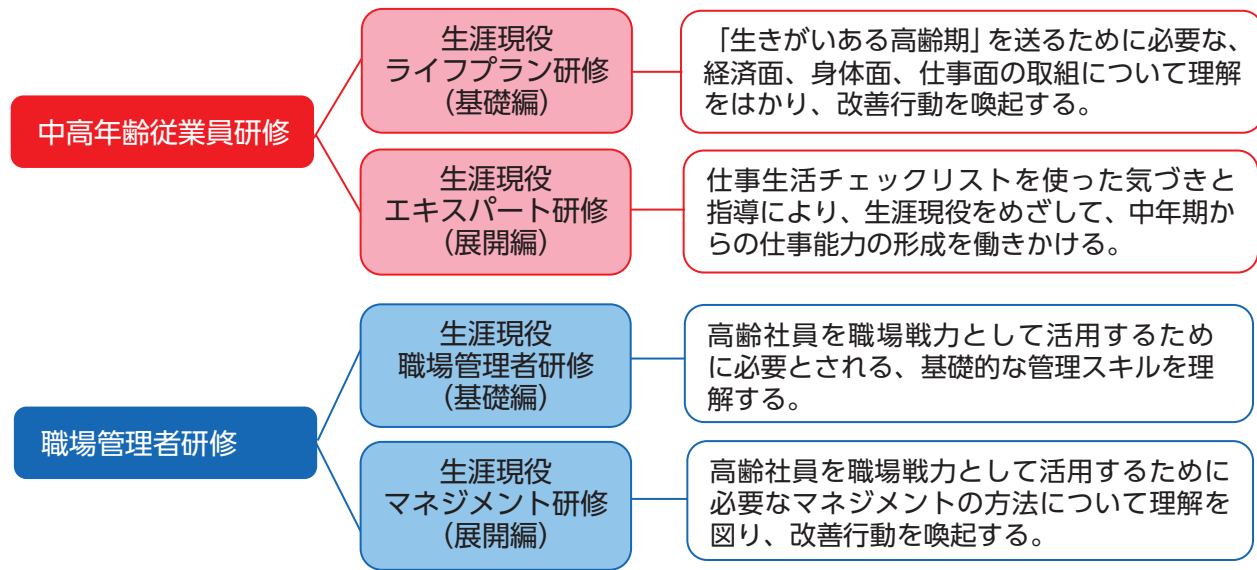 中高年齢従業員研修
生涯現役
ライフプラン研修
(基礎編)
「生きがいある高齢期」を送るために必要な、
経済面、身体面、仕事面の取組について理解
をはかり、改善行動を喚起する。
生涯現役
エキスパート研修
(展開編)
仕事生活チェックリストを使った気づきと
指導により、生涯現役をめざして、中年期か
らの仕事能力の形成を働きかける。
職場管理者研修
生涯現役
職場管理者研修
(基礎編)
高齢社員を職場戦力として活用するため
に必要とされる、基礎的な管理スキルを理
解する。
生涯現役
マネジメント研修
(展開編)
高齢社員を職場戦力として活用するために
必要なマネジメントの方法について理解を
図り、改善行動を喚起する。